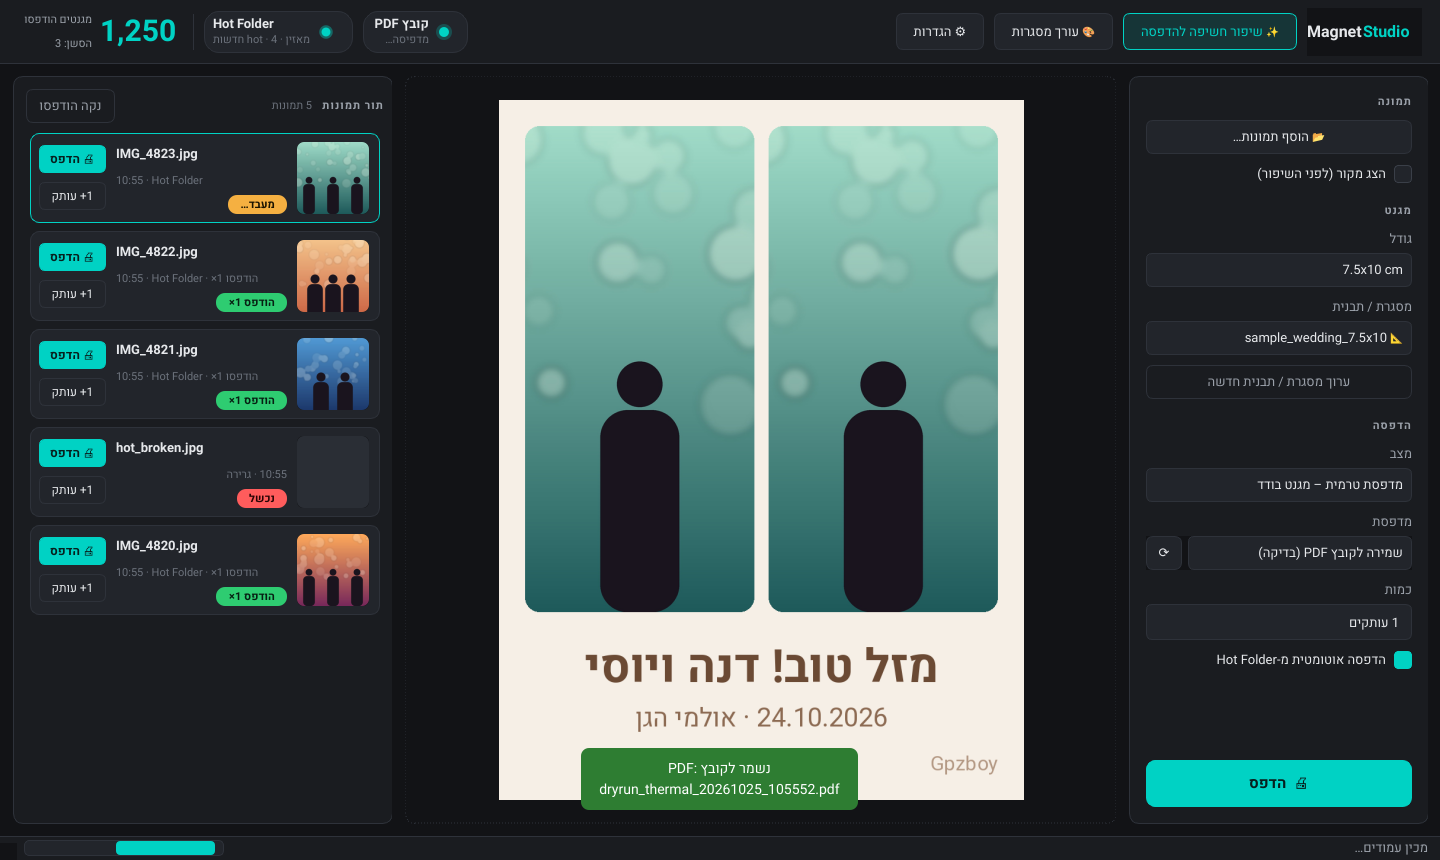 MagnetStudio
✨ שיפור חשיפה להדפסה
🎨 עורך מסגרות
⚙ הגדרות
קובץ PDF
מדפיסה...
Hot Folder
מאזין · 4 hot · חדשות
1,250
מגנטים הודפסו
הסשן: 3
תמונה
📂 הוסף תמונות...
הצג מקור (לפני השיפור)
מגנט
גודל
7.5x10 cm
מסגרת / תבנית
📐 sample_wedding_7.5x10
ערוך מסגרת / תבנית חדשה
הדפסה
מצב
מדפסת טרמית – מגנט בודד
מדפסת
שמירה לקובץ PDF (בדיקה)
⟳
כמות
1 עותקים
הדפסה אוטומטית מ-Hot Folder
🖨 הדפס
מזל טוב! דנה ויוסי
24.10.2026 · אולמי הגן
Gpzboy
נשמר לקובץ PDF:
dryrun_thermal_20261025_105552.pdf
תור תמונות
5 תמונות
נקה הודפסו
IMG_4823.jpg
10:55 · Hot Folder
מעבד...
🖨 הדפס
+1 עותק
IMG_4822.jpg
10:55 · Hot Folder · הודפסו 1×
הודפס 1×
🖨 הדפס
+1 עותק
IMG_4821.jpg
10:55 · Hot Folder · הודפסו 1×
הודפס 1×
🖨 הדפס
+1 עותק
hot_broken.jpg
10:55 · גרירה
נכשל
🖨 הדפס
+1 עותק
IMG_4820.jpg
10:55 · Hot Folder · הודפסו 1×
הודפס 1×
🖨 הדפס
+1 עותק
מכין עמודים...